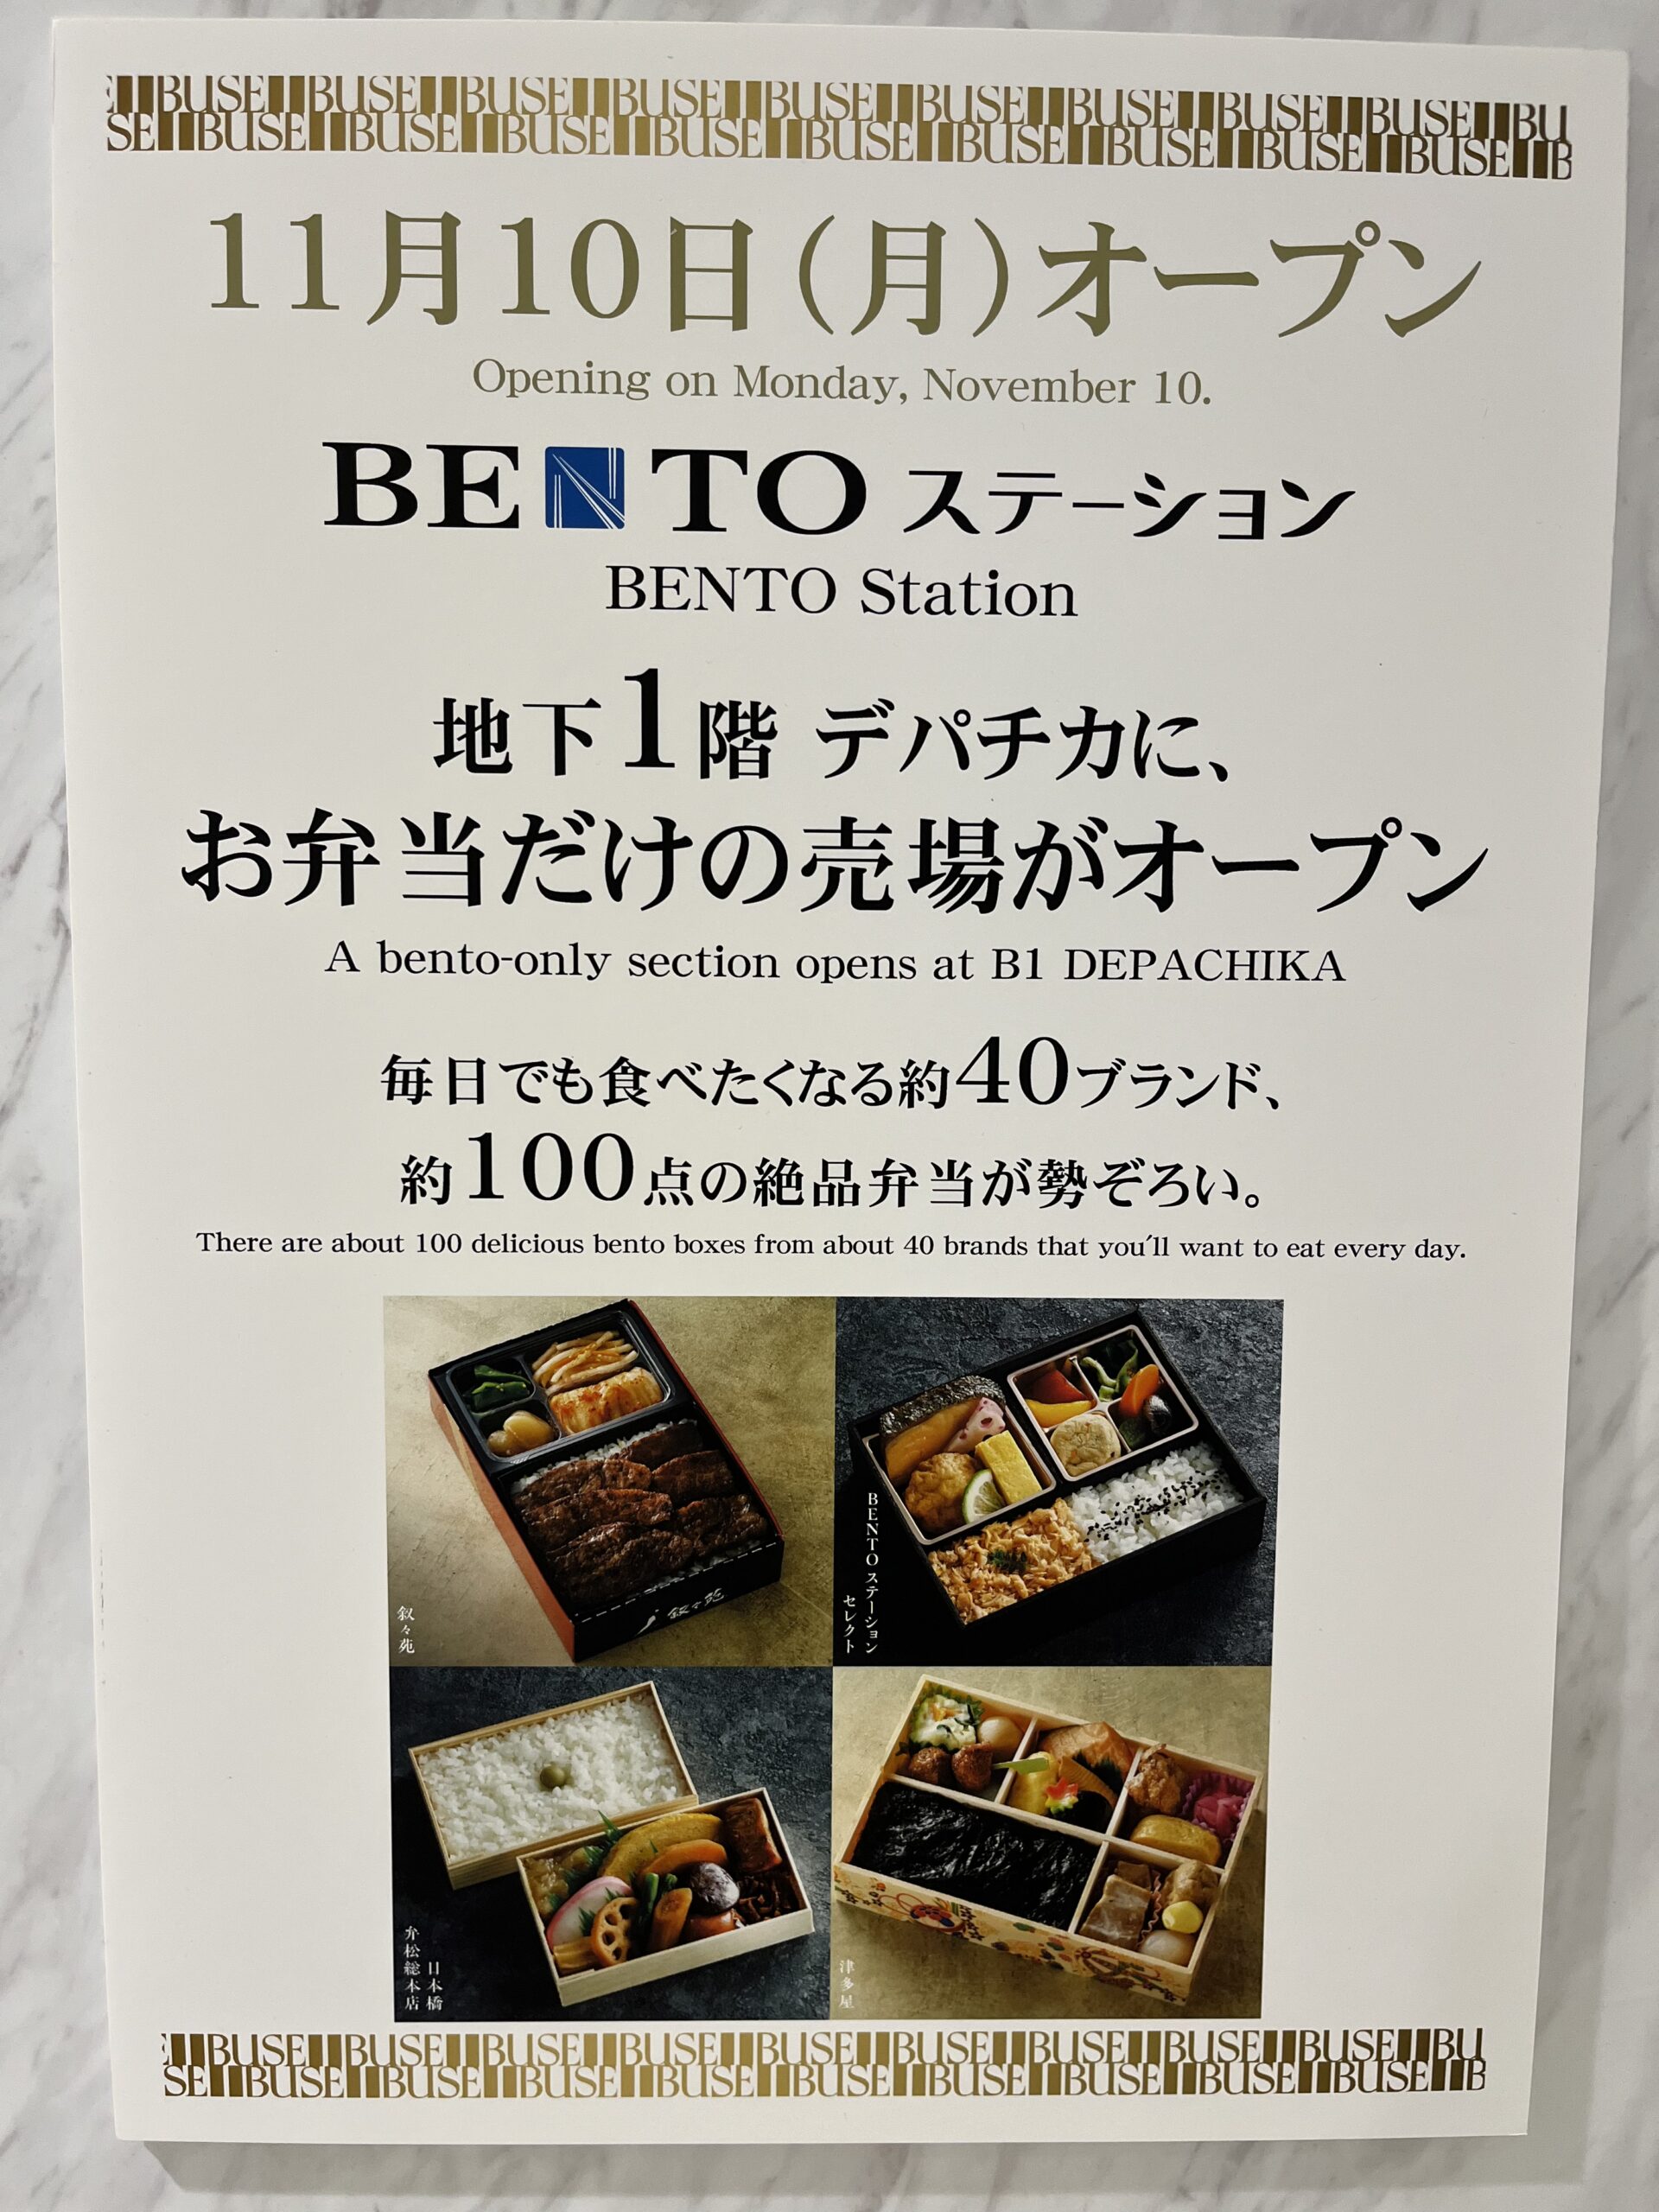 BUSE BUSE BUSE BUSE BUSE BUSE BUSE BUSE BUSE BU
SE BUSE BUSE BUSE BUSE BUSE BUSE BUSE BUSE BUSE B
11月10日(月)オープン
Opening on Monday, November 10.
BENTO ステーション
BENTO Station
地下1階 デパチカに、
お弁当だけの売場がオープン
A bento-only section opens at B1 DEPACHIKA
毎日でも食べたくなる約40ブランド、
約100点の絶品弁当が勢ぞろい。
There are about 100 delicious bento boxes from about 40 brands that you'll want to eat every day.
叙々苑
叙々苑
BENTOステーション
セレクト
日本橋
弁松総本店
津多屋
BUSE BUSE BUSE BUSE BUSE BUSE BUSE BUSE BUSE BU
SE BUSE BUSE BUSE BUSE BUSE BUSE BUSE BUSE BUSE B